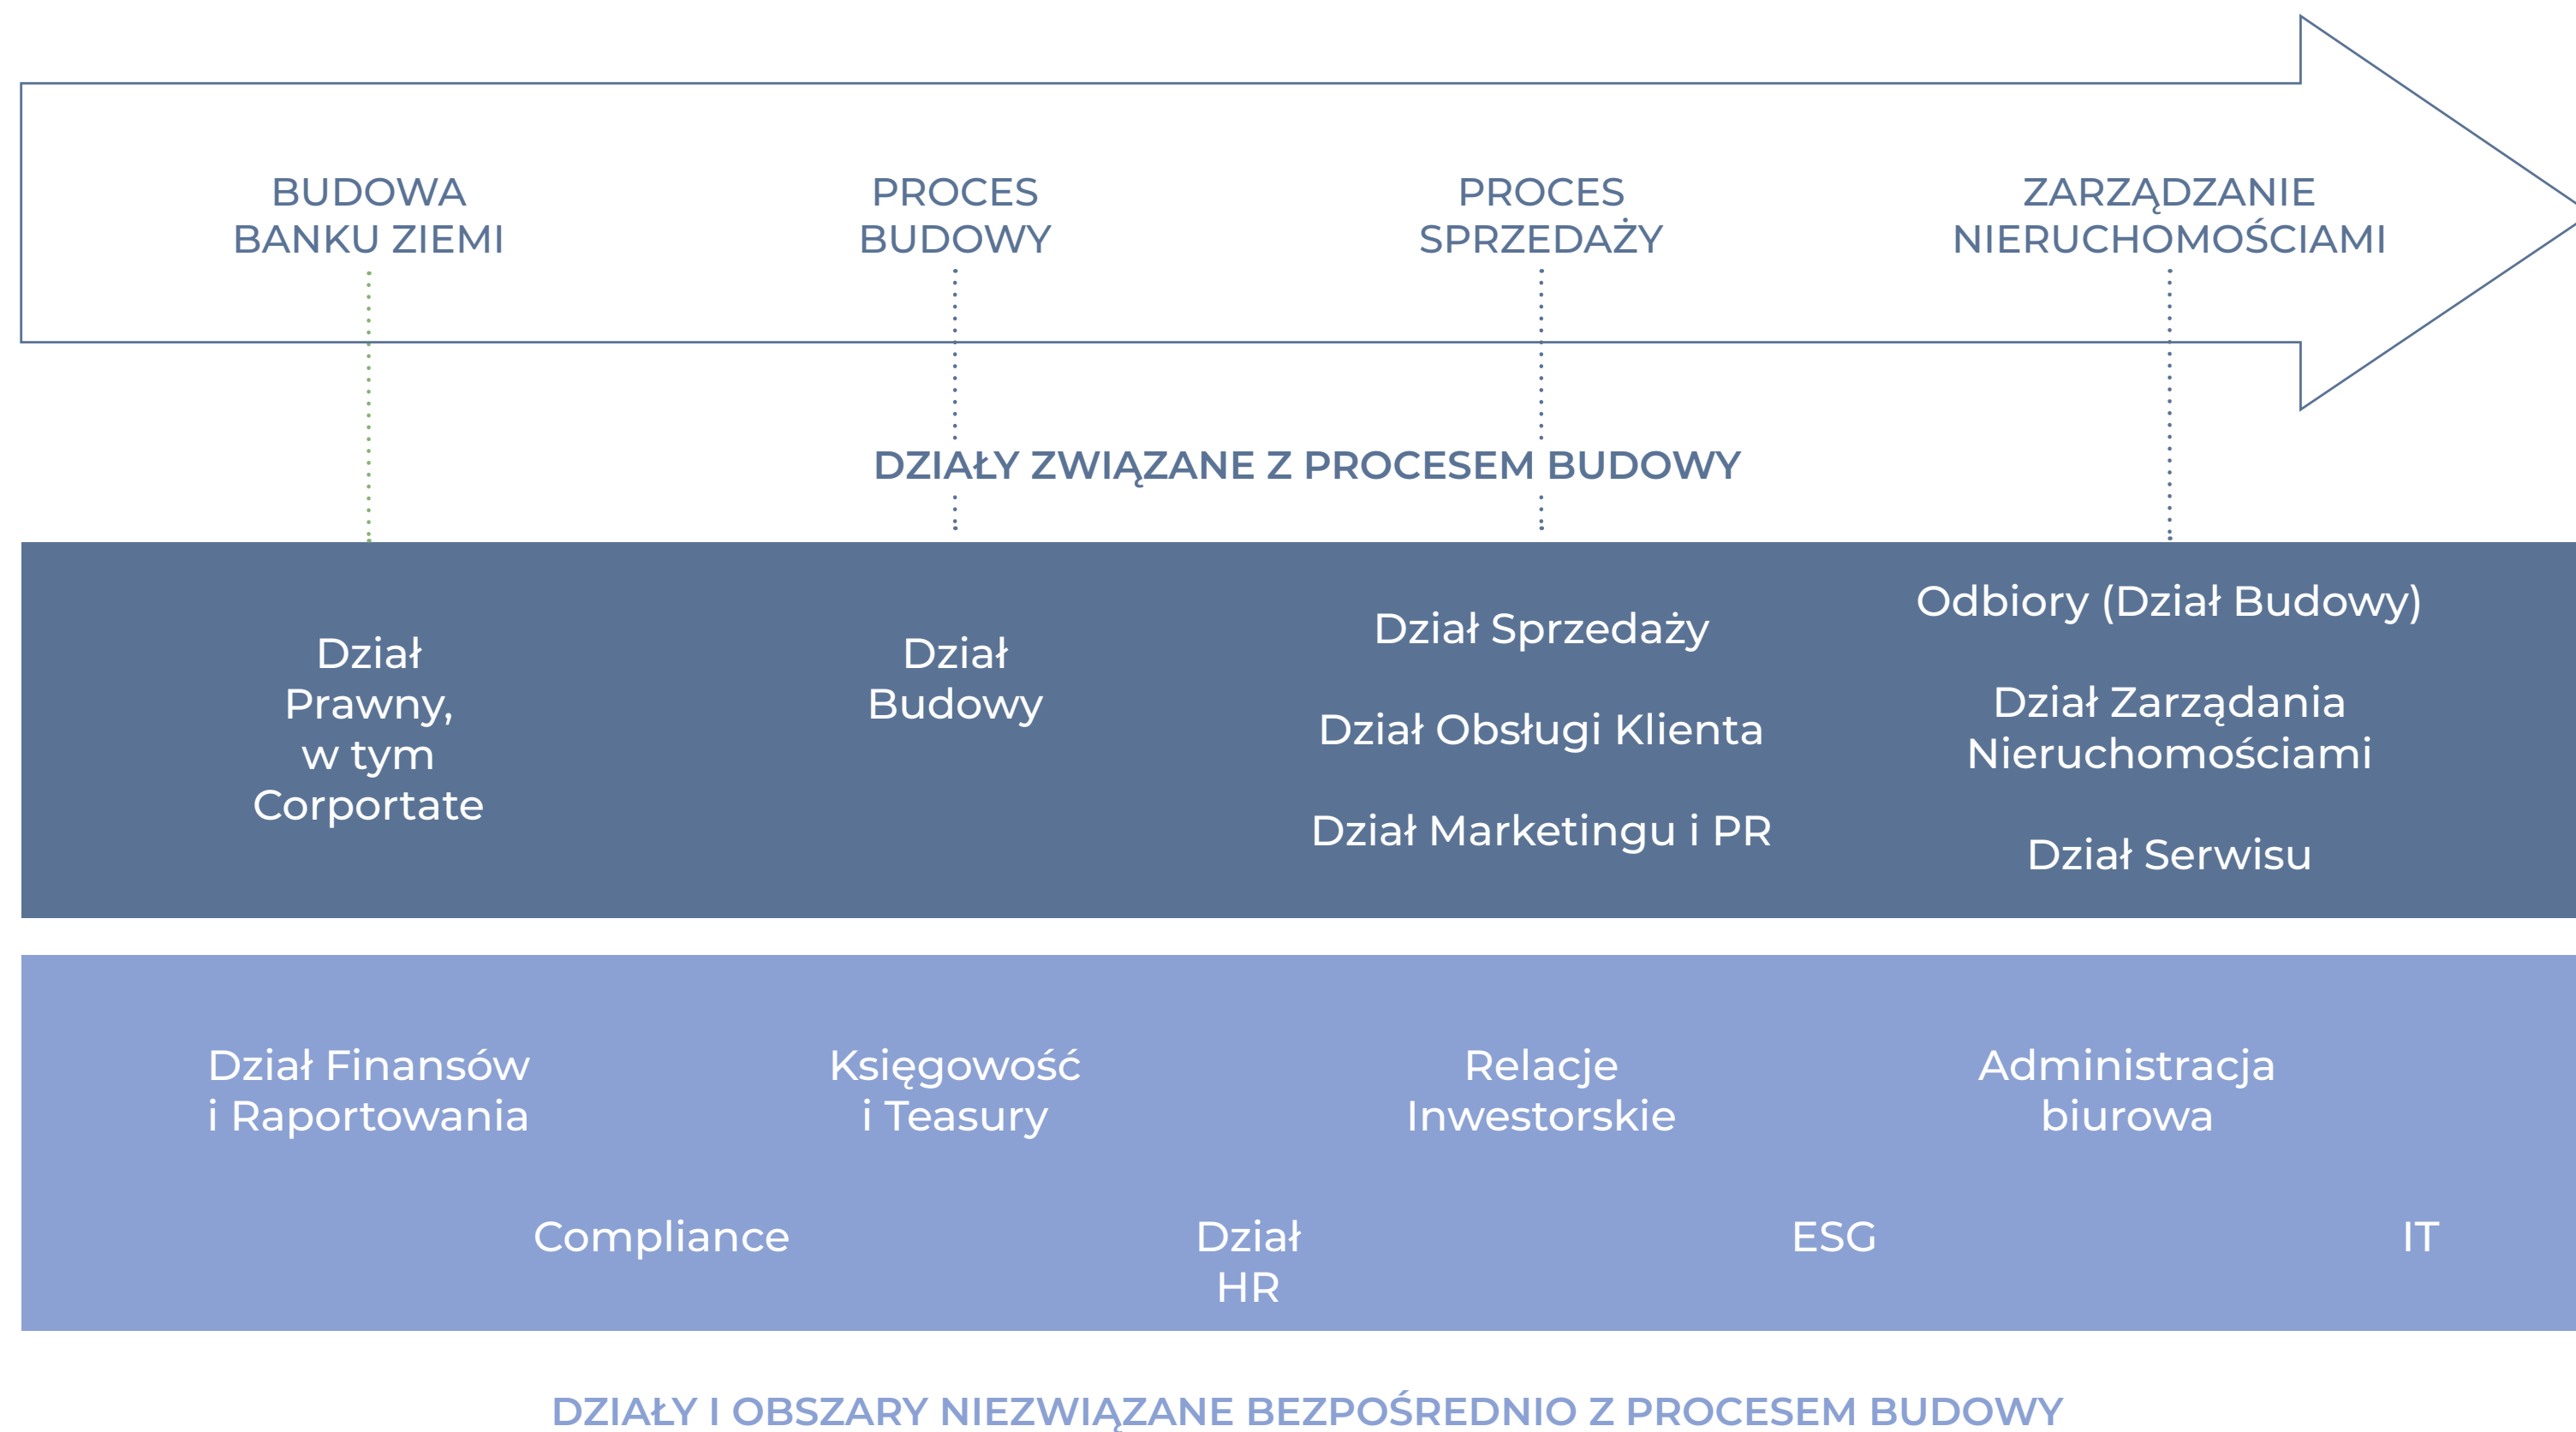 BUDOWA
BANKU ZIEMI
PROCES
BUDOWY
PROCES
SPRZEDAŻY
ZARZĄDZANIE
NIERUCHOMOŚCIAMI
DZIAŁY ZWIĄZANE Z PROCESEM BUDOWY
Dział
Prawny,
w tym
Corportate
Dział
Budowy
Dział Sprzedaży
Dział Obsługi Klienta
Dział Marketingu i PR
Odbiory (Dział Budowy)
Dział Zarządania
Nieruchomościami
Dział Serwisu
Dział Finansów
i Raportowania
Księgowość
i Teasury
Relacje
Inwestorskie
Administracja
biurowa
Compliance
Dział
HR
ESG
IT
DZIAŁY I OBSZARY NIEZWIĄZANE BEZPOŚREDNIO Z PROCESEM BUDOWY